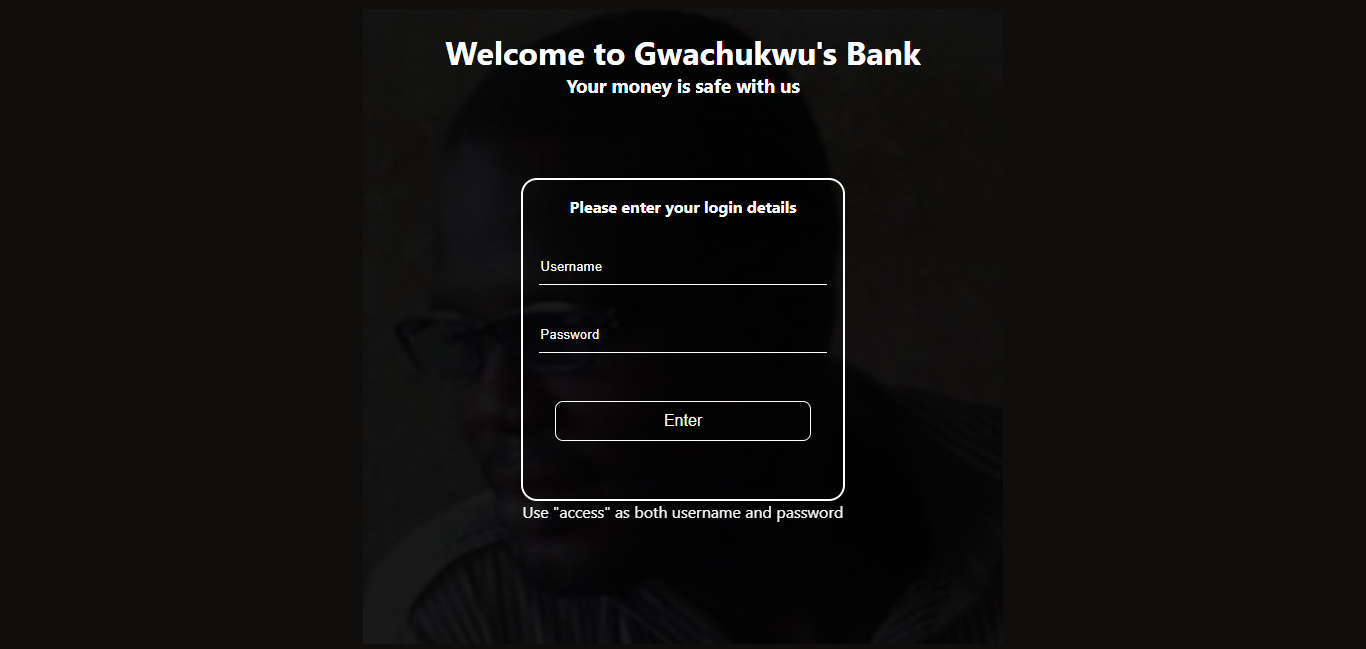 Welcome to Gwachukwu's Bank
Your money is safe with us
Please enter your login details
Username
Password
Enter
Use "access" as both username and password